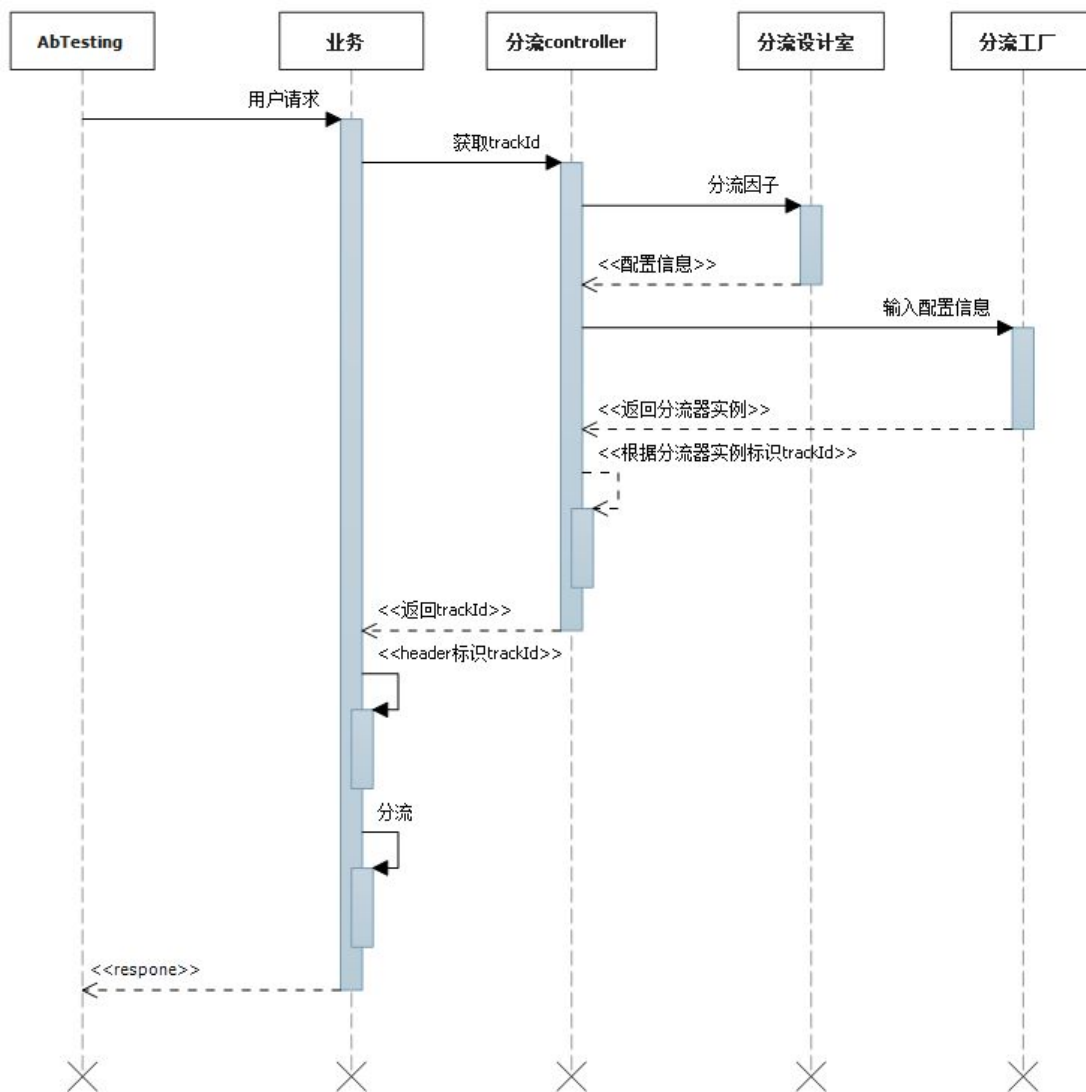 AbTesting
业务
分流controller
分流设计室
分流工厂
用户请求
获取trackId
分流因子
<<配置信息>>
输入配置信息
<<返回分流器实例>>
<<根据分流器实例标识trackId>>
<<返回trackId>>
<<header标识trackId>>
分流
<<respone>>